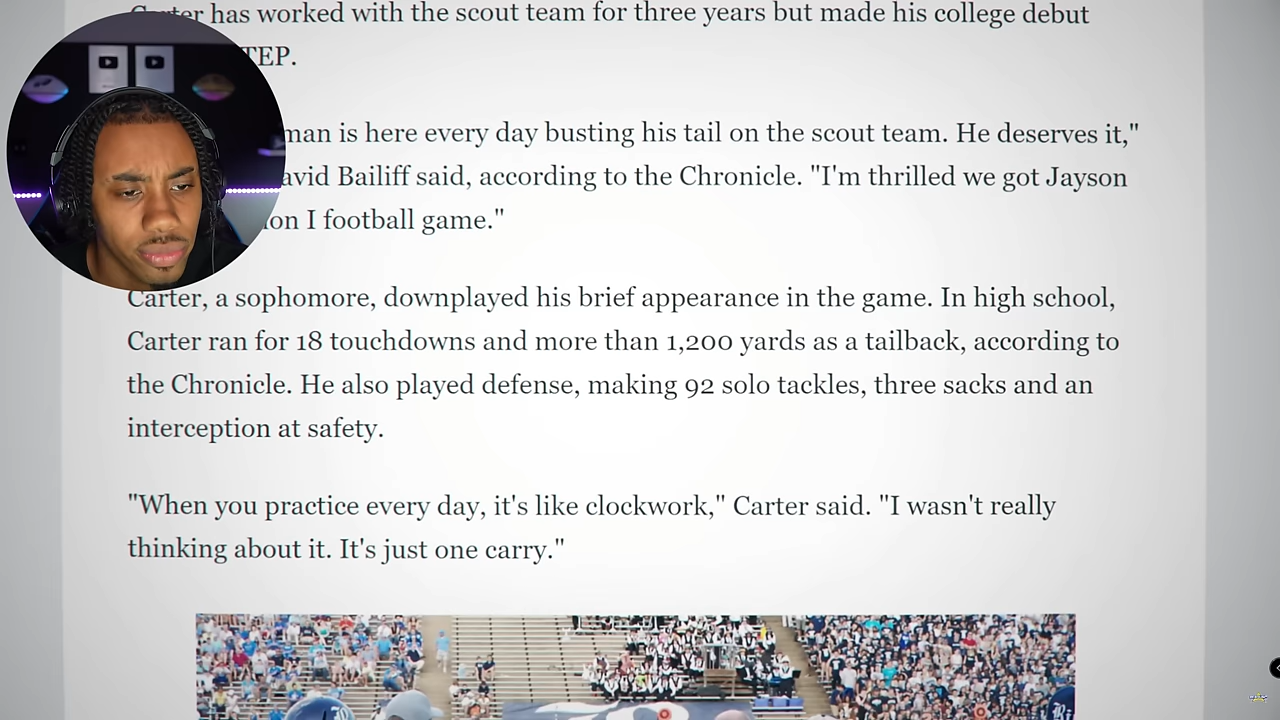 Carter has worked with the scout team for three years but made his college debut
TEP.
man is here every day busting his tail on the scout team. He deserves it,"
avid Bailiff said, according to the Chronicle. "I'm thrilled we got Jayson
ion I football game."
Carter, a sophomore, downplayed his brief appearance in the game. In high school,
Carter ran for 18 touchdowns and more than 1,200 yards as a tailback, according to
the Chronicle. He also played defense, making 92 solo tackles, three sacks and an
interception at safety.
"When you practice every day, it's like clockwork," Carter said. "I wasn't really
thinking about it. It's just one carry."